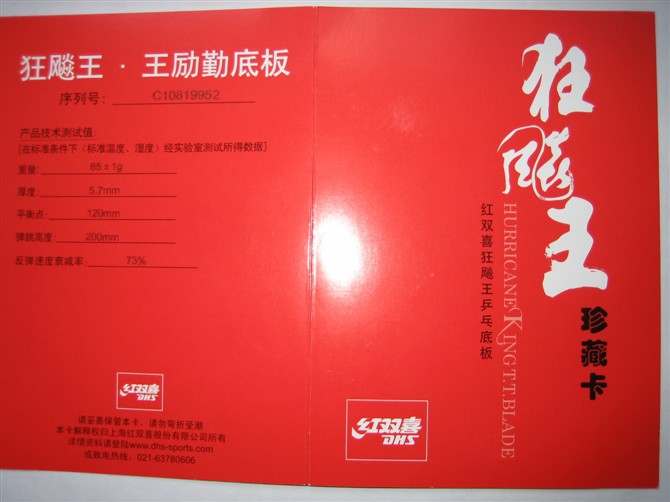 狂飚王 · 王励勤底板
序列号: C10819952
产品技术测试值:
[在标准条件下（标准温度、湿度）经实验室测试所得数据]
重量: 85±1g
厚度: 5.7mm
平衡点: 120mm
弹跳高度: 200mm
反弹速度衰减率: 73%
红双喜
DHS
请妥善保管本卡，请勿弯折受潮
本卡解释权归上海红双喜股份有限公司所有
详情资料请登陆www.dhs-sports.com
或致电热线: 021-63780606
狂飚王
HURRICANE KING T.T.BLADE
红双喜狂飚王乒乓底板
珍藏卡
红双喜
DHS